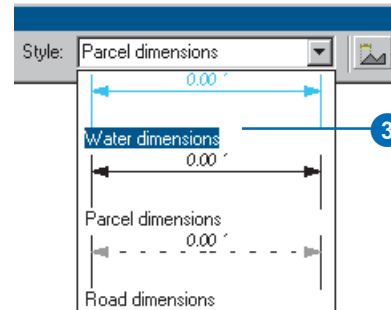 Style: Parcel dimensions
0.00 ´
Water dimensions
3
0.00 ´
Parcel dimensions
0.00 ´
Road dimensions